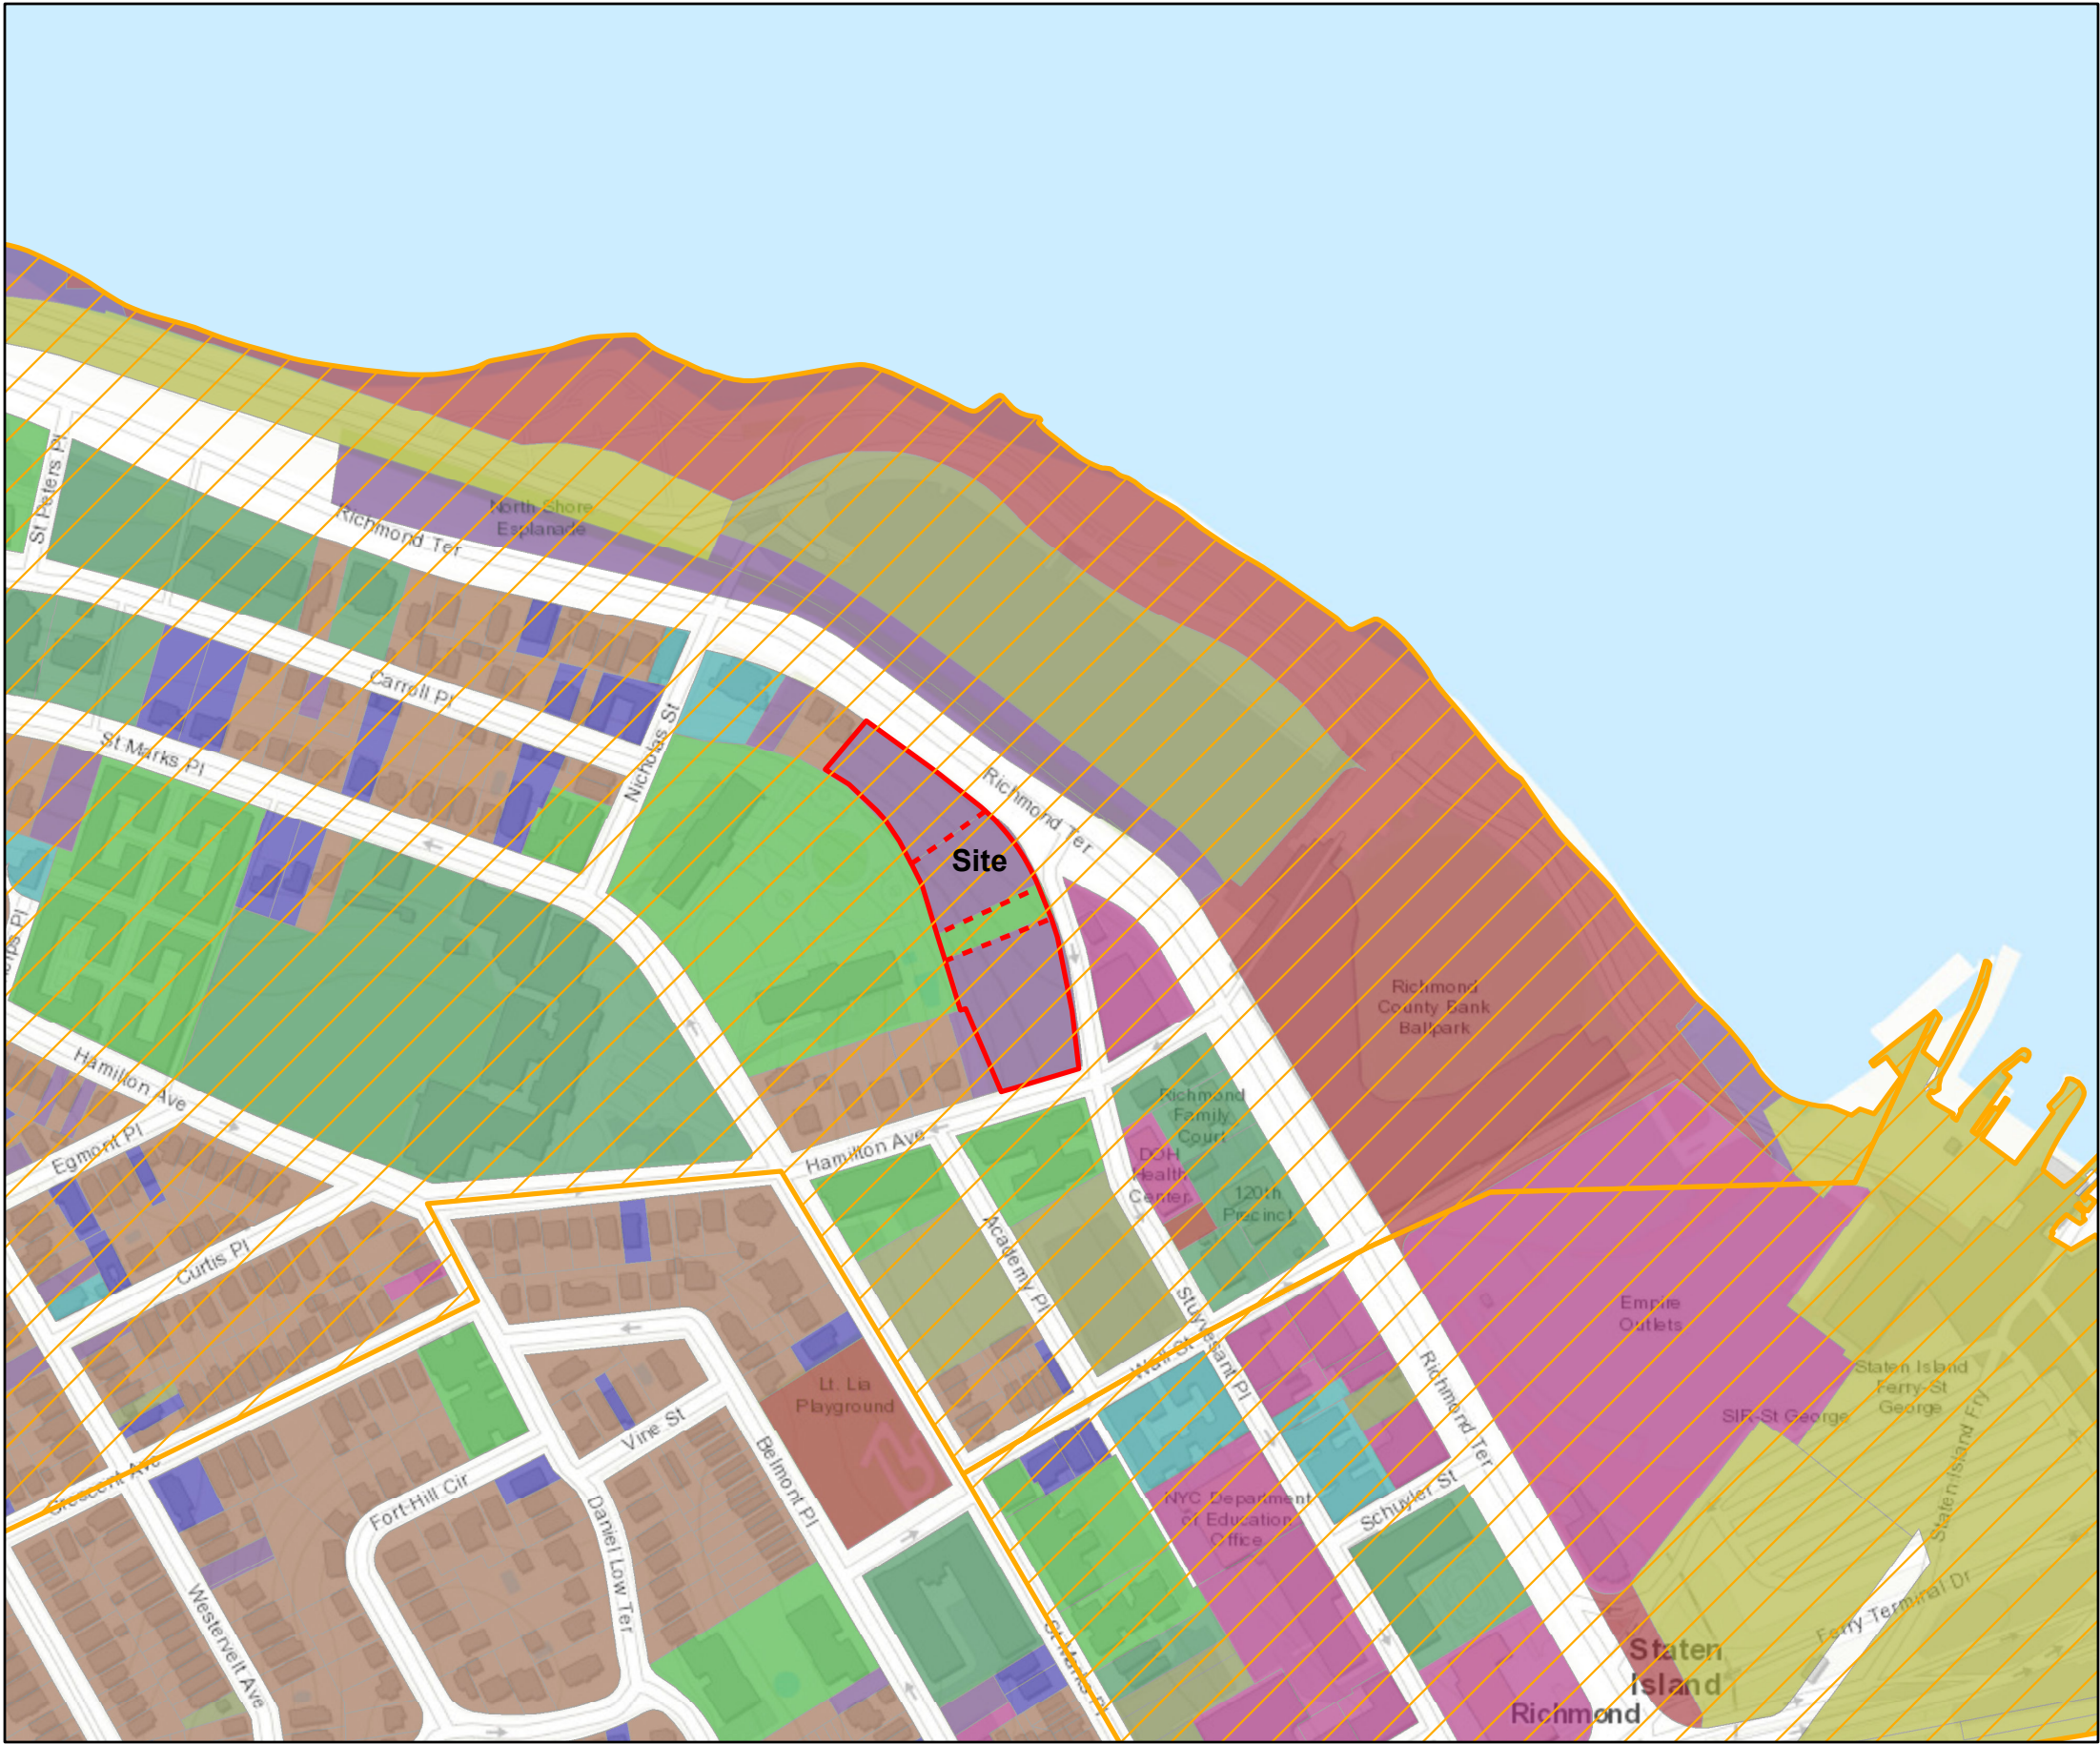 St Peters Pl
Richmond Ter
North Shore
Esplanade
Carroll Pl
St Marks Pl
Nicholas St
Richmond Ter
Site
Richmond
County Bank
Ballpark
Hamilton Ave
Egmont Pl
Curtis Pl
Hamilton Ave
Richmond
Family
Court
DOH
Health
Center
120th
Precinct
Academy Pl
Stuyvesant Pl
Wall St
Empire
Outlets
Staten Island
Ferry-St
George
SIR-St George
Richmond Ter
Lt. Lia
Playground
Vine St
Belmont Pl
Crescent Ave
Fort-Hill Cir
Daniel Low Ter
Westervelt Ave
NYC Department
of Education
Office
Schuyler St
Staten Island Fry
Ferry Terminal Dr
St Marks Pl
Staten
Island
Richmond